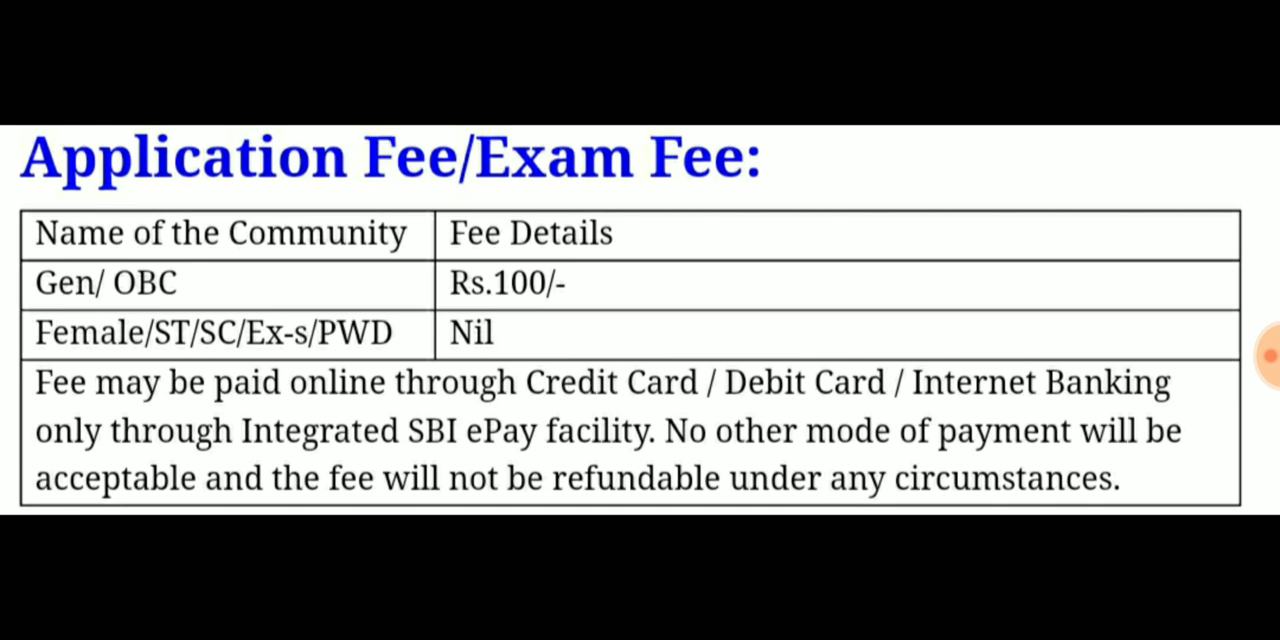 Application Fee/Exam Fee:
Name of the Community Fee Details
Gen/ OBC Rs.100/-
Female/ST/SC/Ex-s/PWD Nil
Fee may be paid online through Credit Card / Debit Card / Internet Banking
only through Integrated SBI ePay facility. No other mode of payment will be
acceptable and the fee will not be refundable under any circumstances.